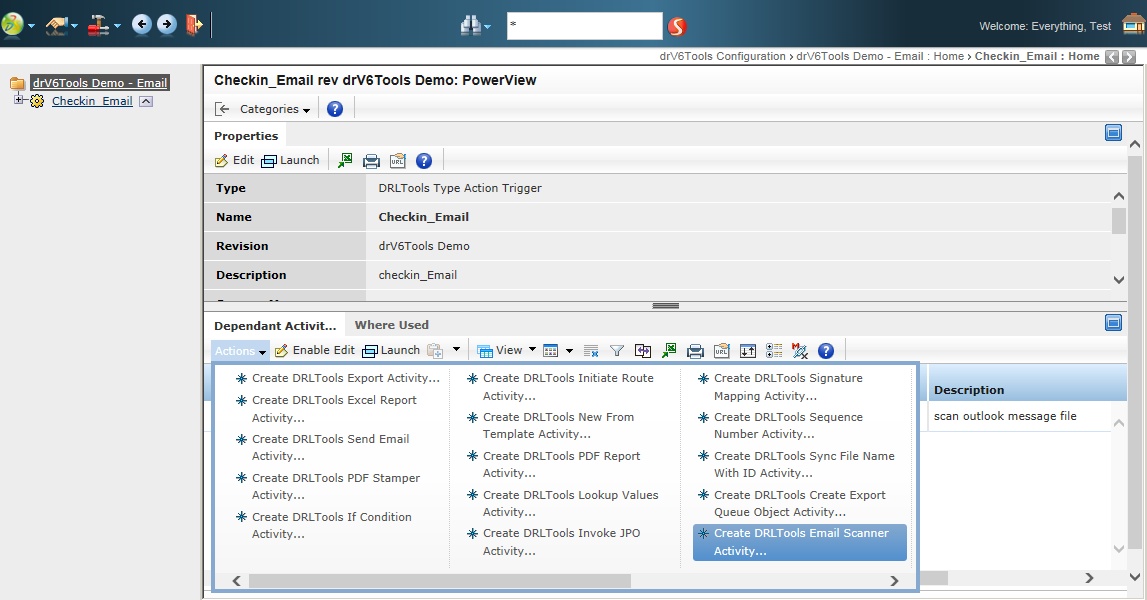 *
Welcome: Everything, Test
drV6Tools Configuration › drV6Tools Demo - Email : Home › Checkin_Email : Home
drV6Tools Demo - Email
Checkin_Email
Checkin_Email rev drV6Tools Demo: PowerView
Categories
Properties
Edit Launch
Type DRLTools Type Action Trigger
Name Checkin_Email
Revision drV6Tools Demo
Description checkin_Email
Dependant Activit... Where Used
Actions Enable Edit Launch View
Create DRLTools Export Activity...
Create DRLTools Excel Report
Activity...
Create DRLTools Send Email
Activity...
Create DRLTools PDF Stamper
Activity...
Create DRLTools If Condition
Activity...
Create DRLTools Initiate Route
Activity...
Create DRLTools New From
Template Activity...
Create DRLTools PDF Report
Activity...
Create DRLTools Lookup Values
Activity...
Create DRLTools Invoke JPO
Activity...
Create DRLTools Signature
Mapping Activity...
Create DRLTools Sequence
Number Activity...
Create DRLTools Sync File Name
With ID Activity...
Create DRLTools Create Export
Queue Object Activity...
Create DRLTools Email Scanner
Activity...
Description
scan outlook message file